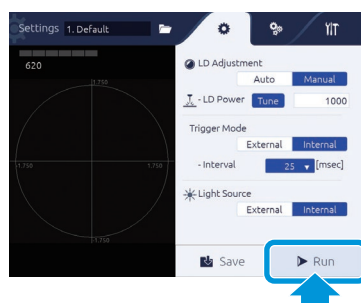 Settings 1. Default
620
1.750
-1.750 1.750
-1.750
LD Adjustment
Auto Manual
- LD Power Tune 1000
Trigger Mode
External Internal
- Interval 25 [msec]
Light Source
External Internal
Save Run